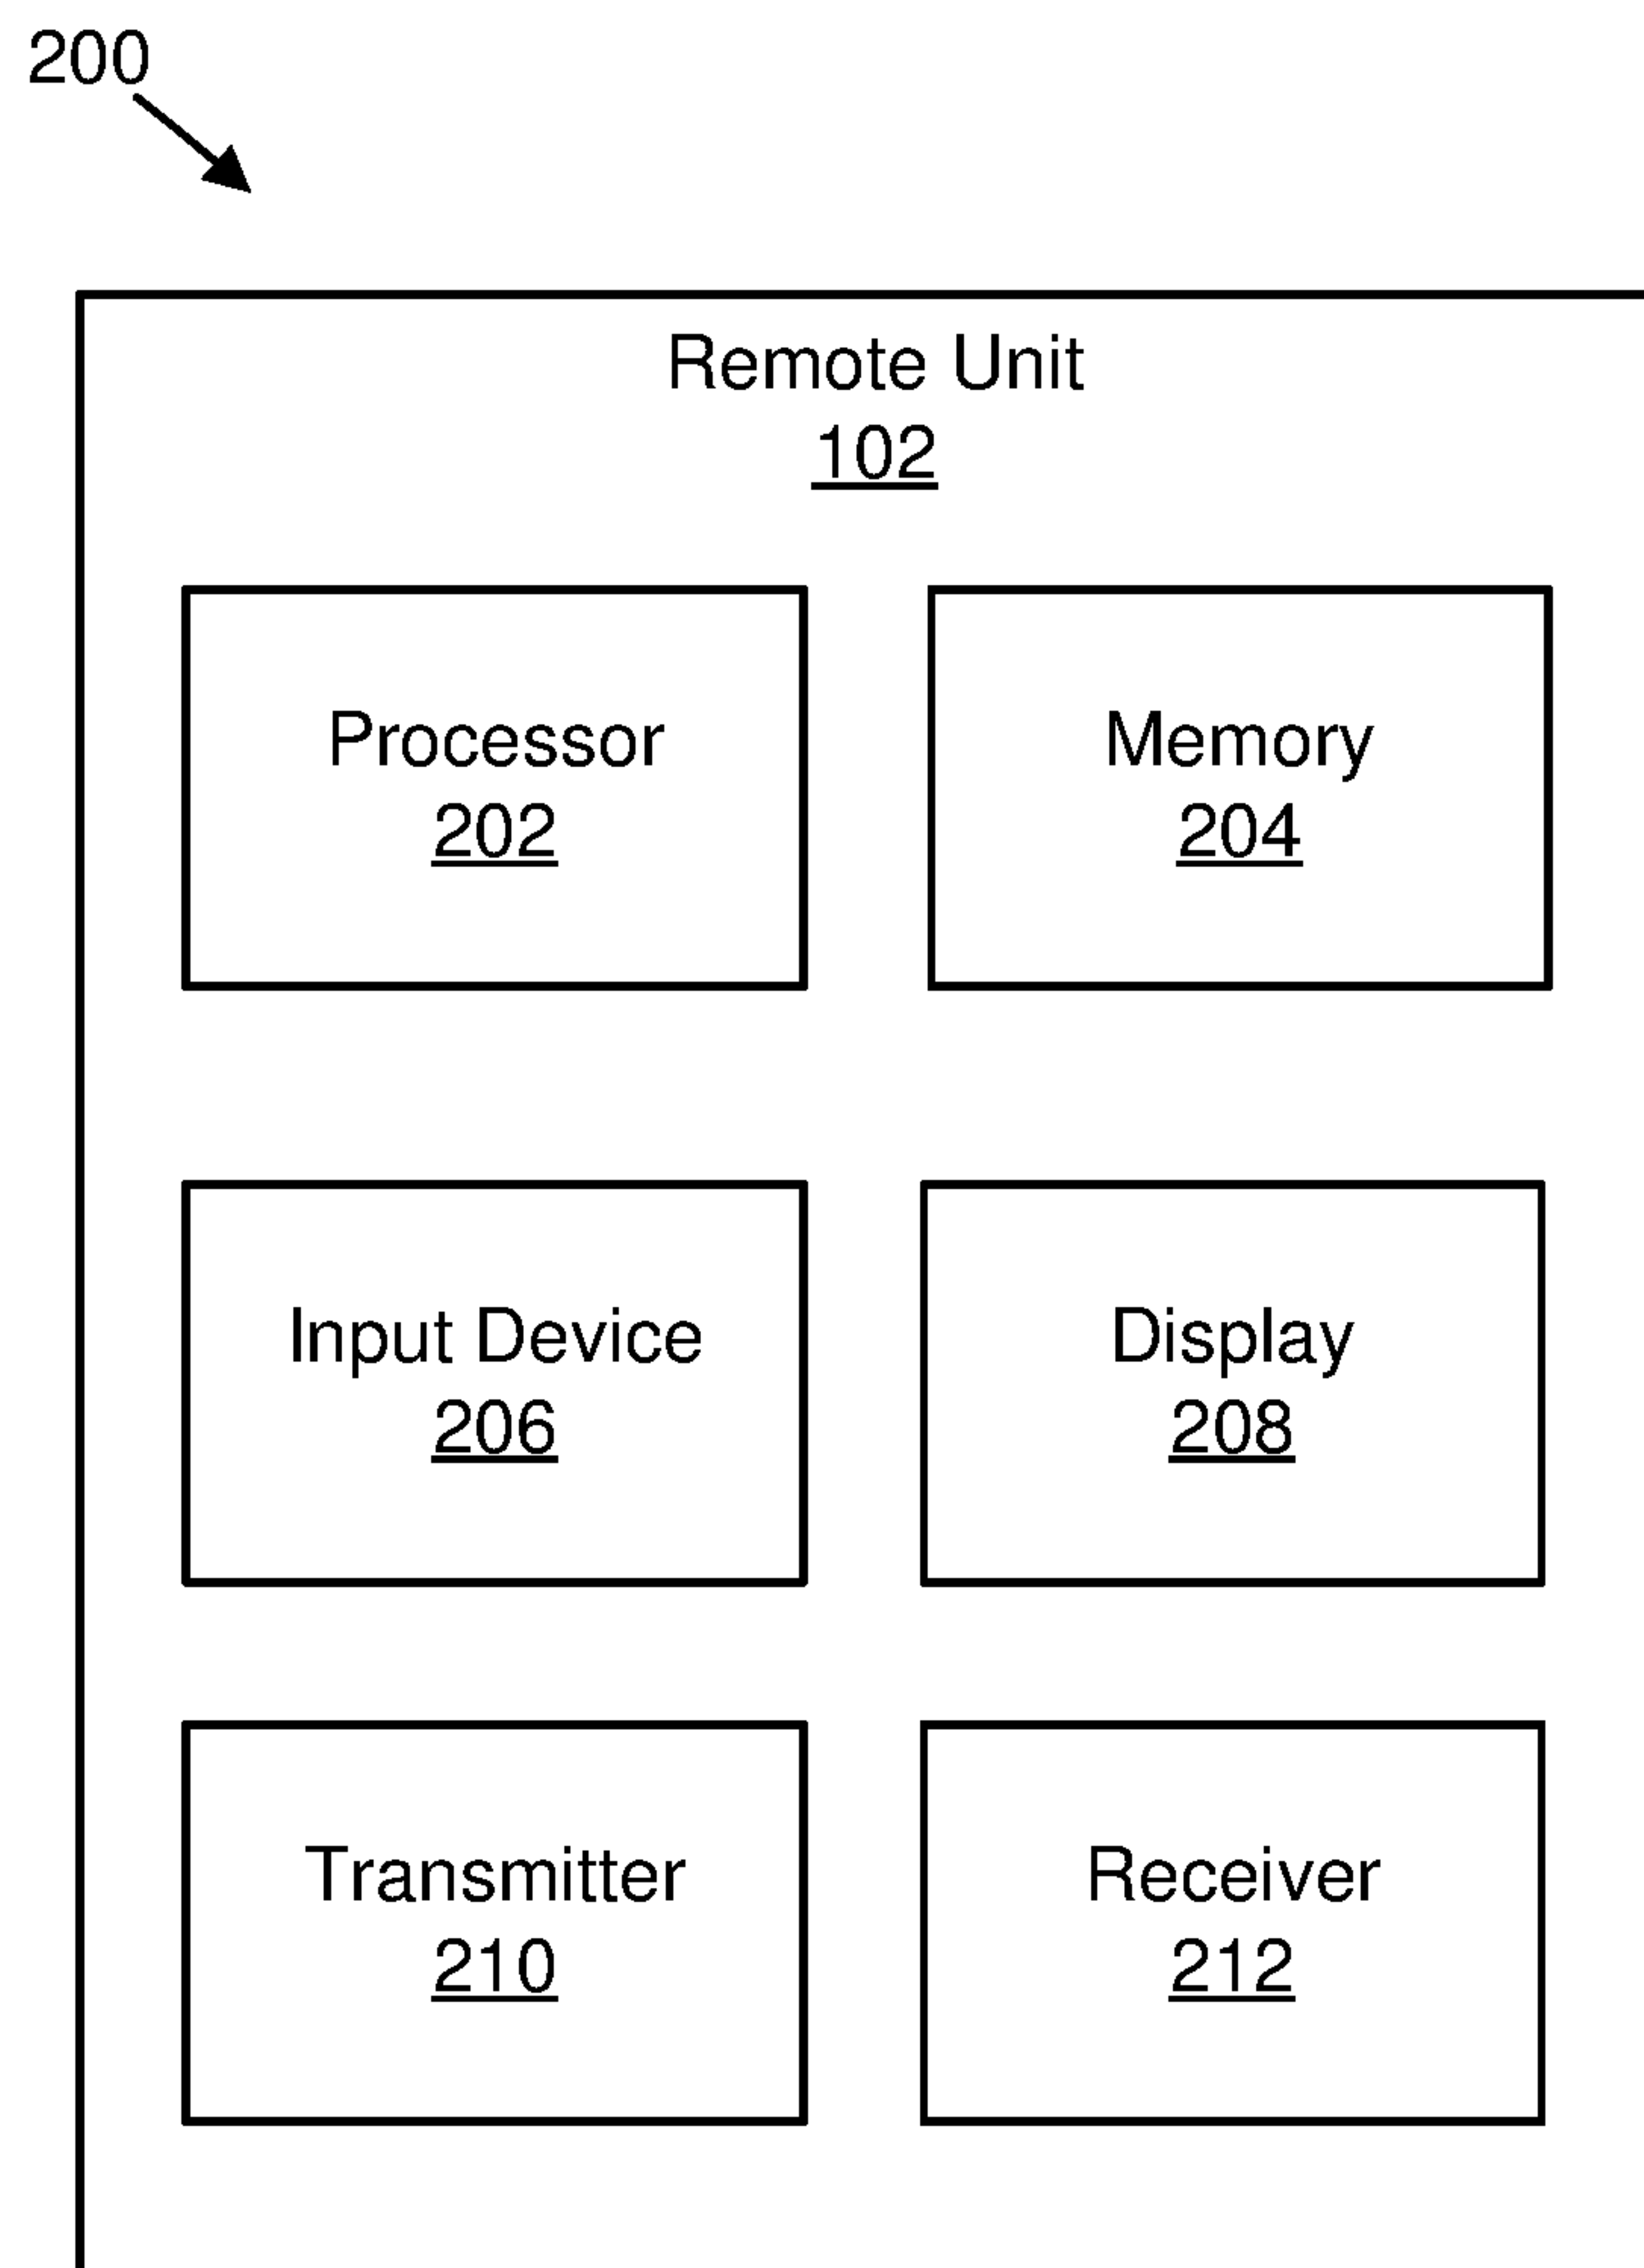 200
Remote Unit
102
Processor
202
Memory
204
Input Device
206
Display
208
Transmitter
210
Receiver
212